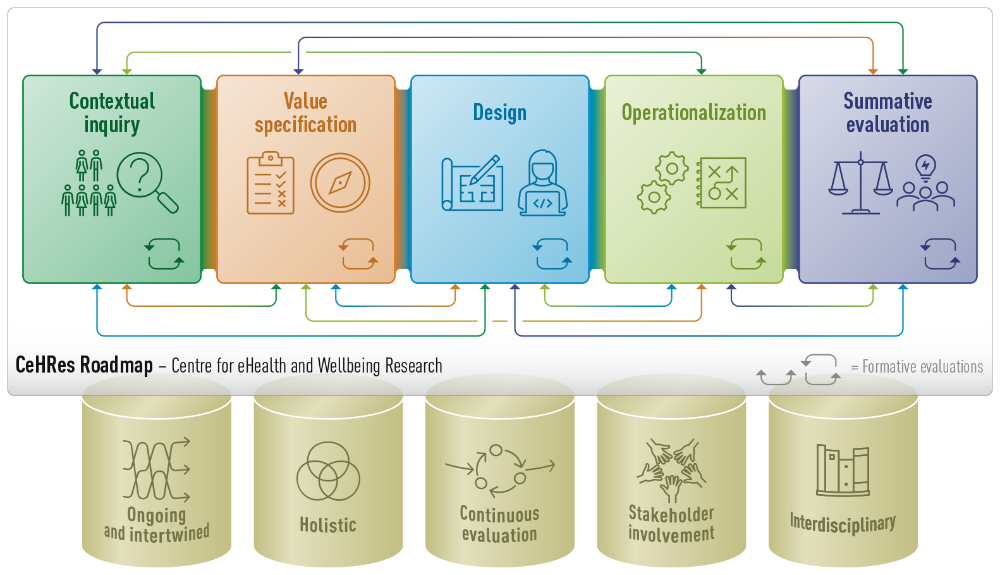 Contextual
inquiry
Value
specification
Design
Operationalization
Summative
evaluation
?
</>
CeHRes Roadmap – Centre for eHealth and Wellbeing Research
= Formative evaluations
Ongoing
and intertwined
Holistic
Continuous
evaluation
Stakeholder
involvement
Interdisciplinary